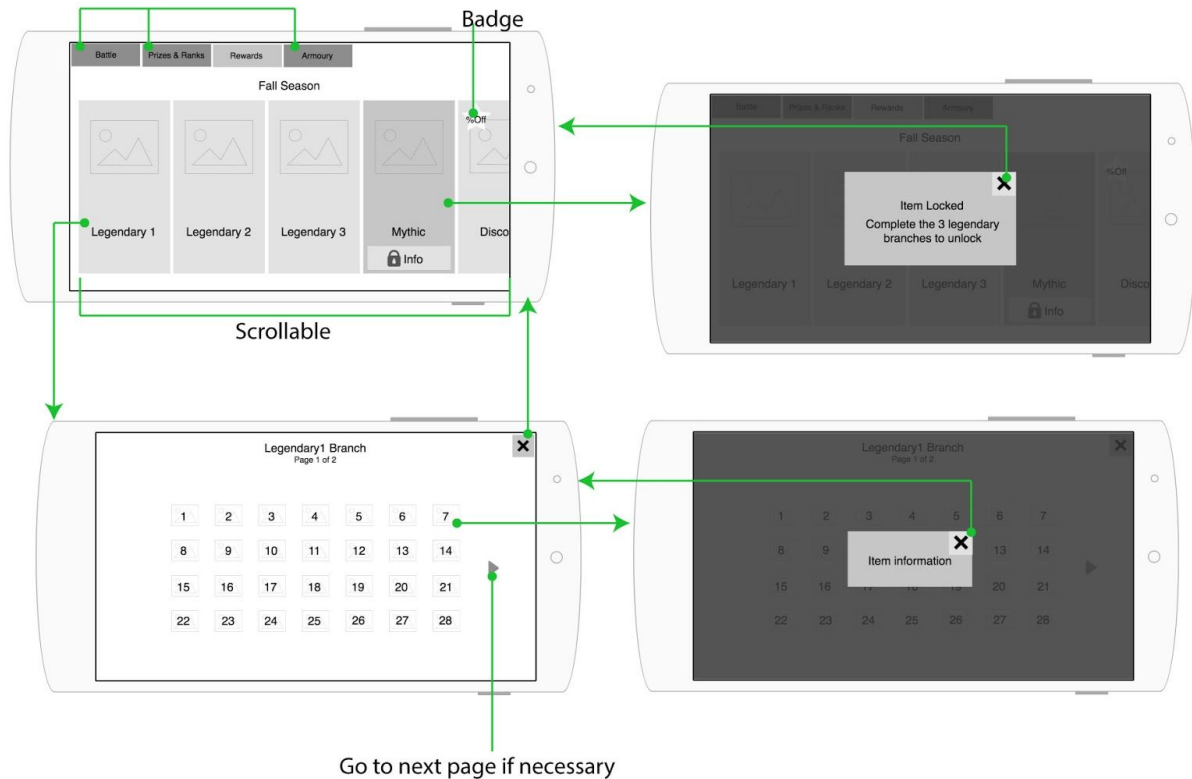 Badge
Battle
Prizes & Ranks
Rewards
Armoury
Fall Season
%Off
Legendary 1
Legendary 2
Legendary 3
Mythic
Disco
Info
Scrollable
Battle
Prizes & Ranks
Rewards
Armoury
Fall Season
%Off
Item Locked
Complete the 3 legendary
branches to unlock
Legendary 1
Legendary 2
Legendary 3
Mythic
Disco
Info
Legendary1 Branch
Page 1 of 2
1 2 3 4 5 6 7
8 9 10 11 12 13 14
15 16 17 18 19 20 21
22 23 24 25 26 27 28
Legendary1 Branch
Page 1 of 2
1 2 3 4 5 6 7
8 9 13 14
Item information
15 16 17 18 19 20 21
22 23 24 25 26 27 28
Go to next page if necessary